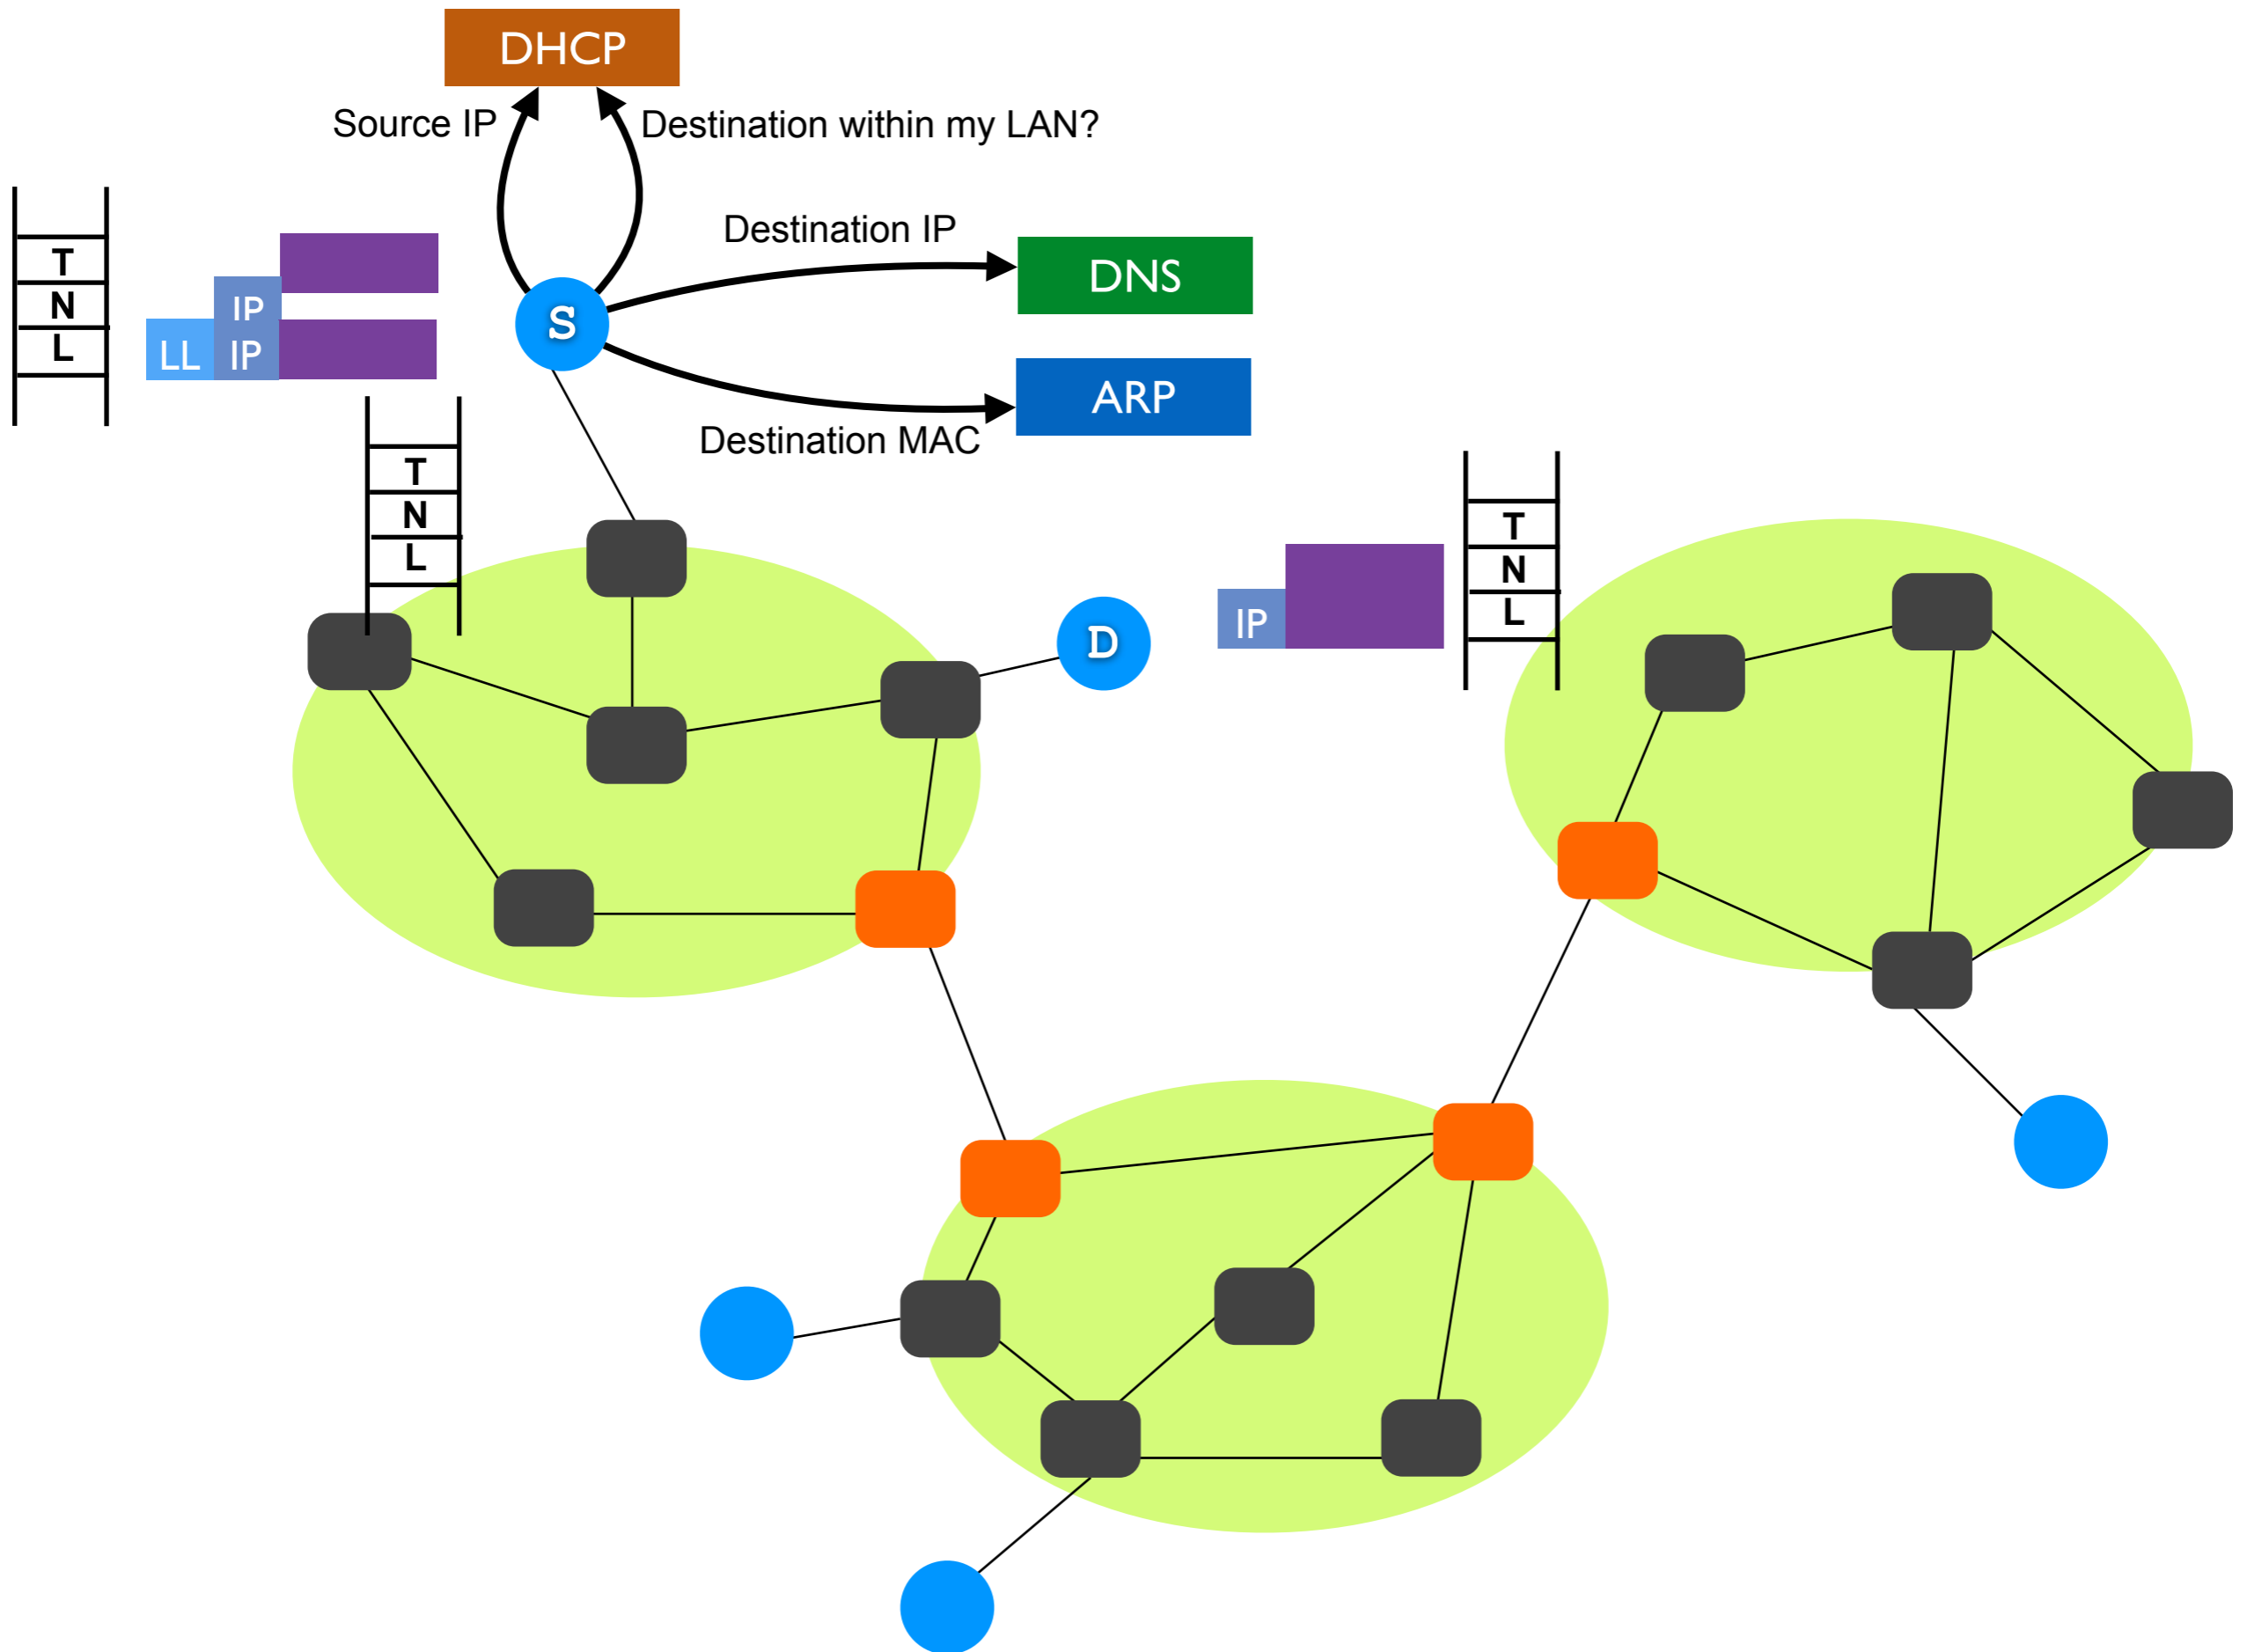 DHCP
Source IP
Destination within my LAN?
Destination IP
DNS
T
N
L
IP
LL IP
S
ARP
Destination MAC
T
N
L
D
IP
T
N
L